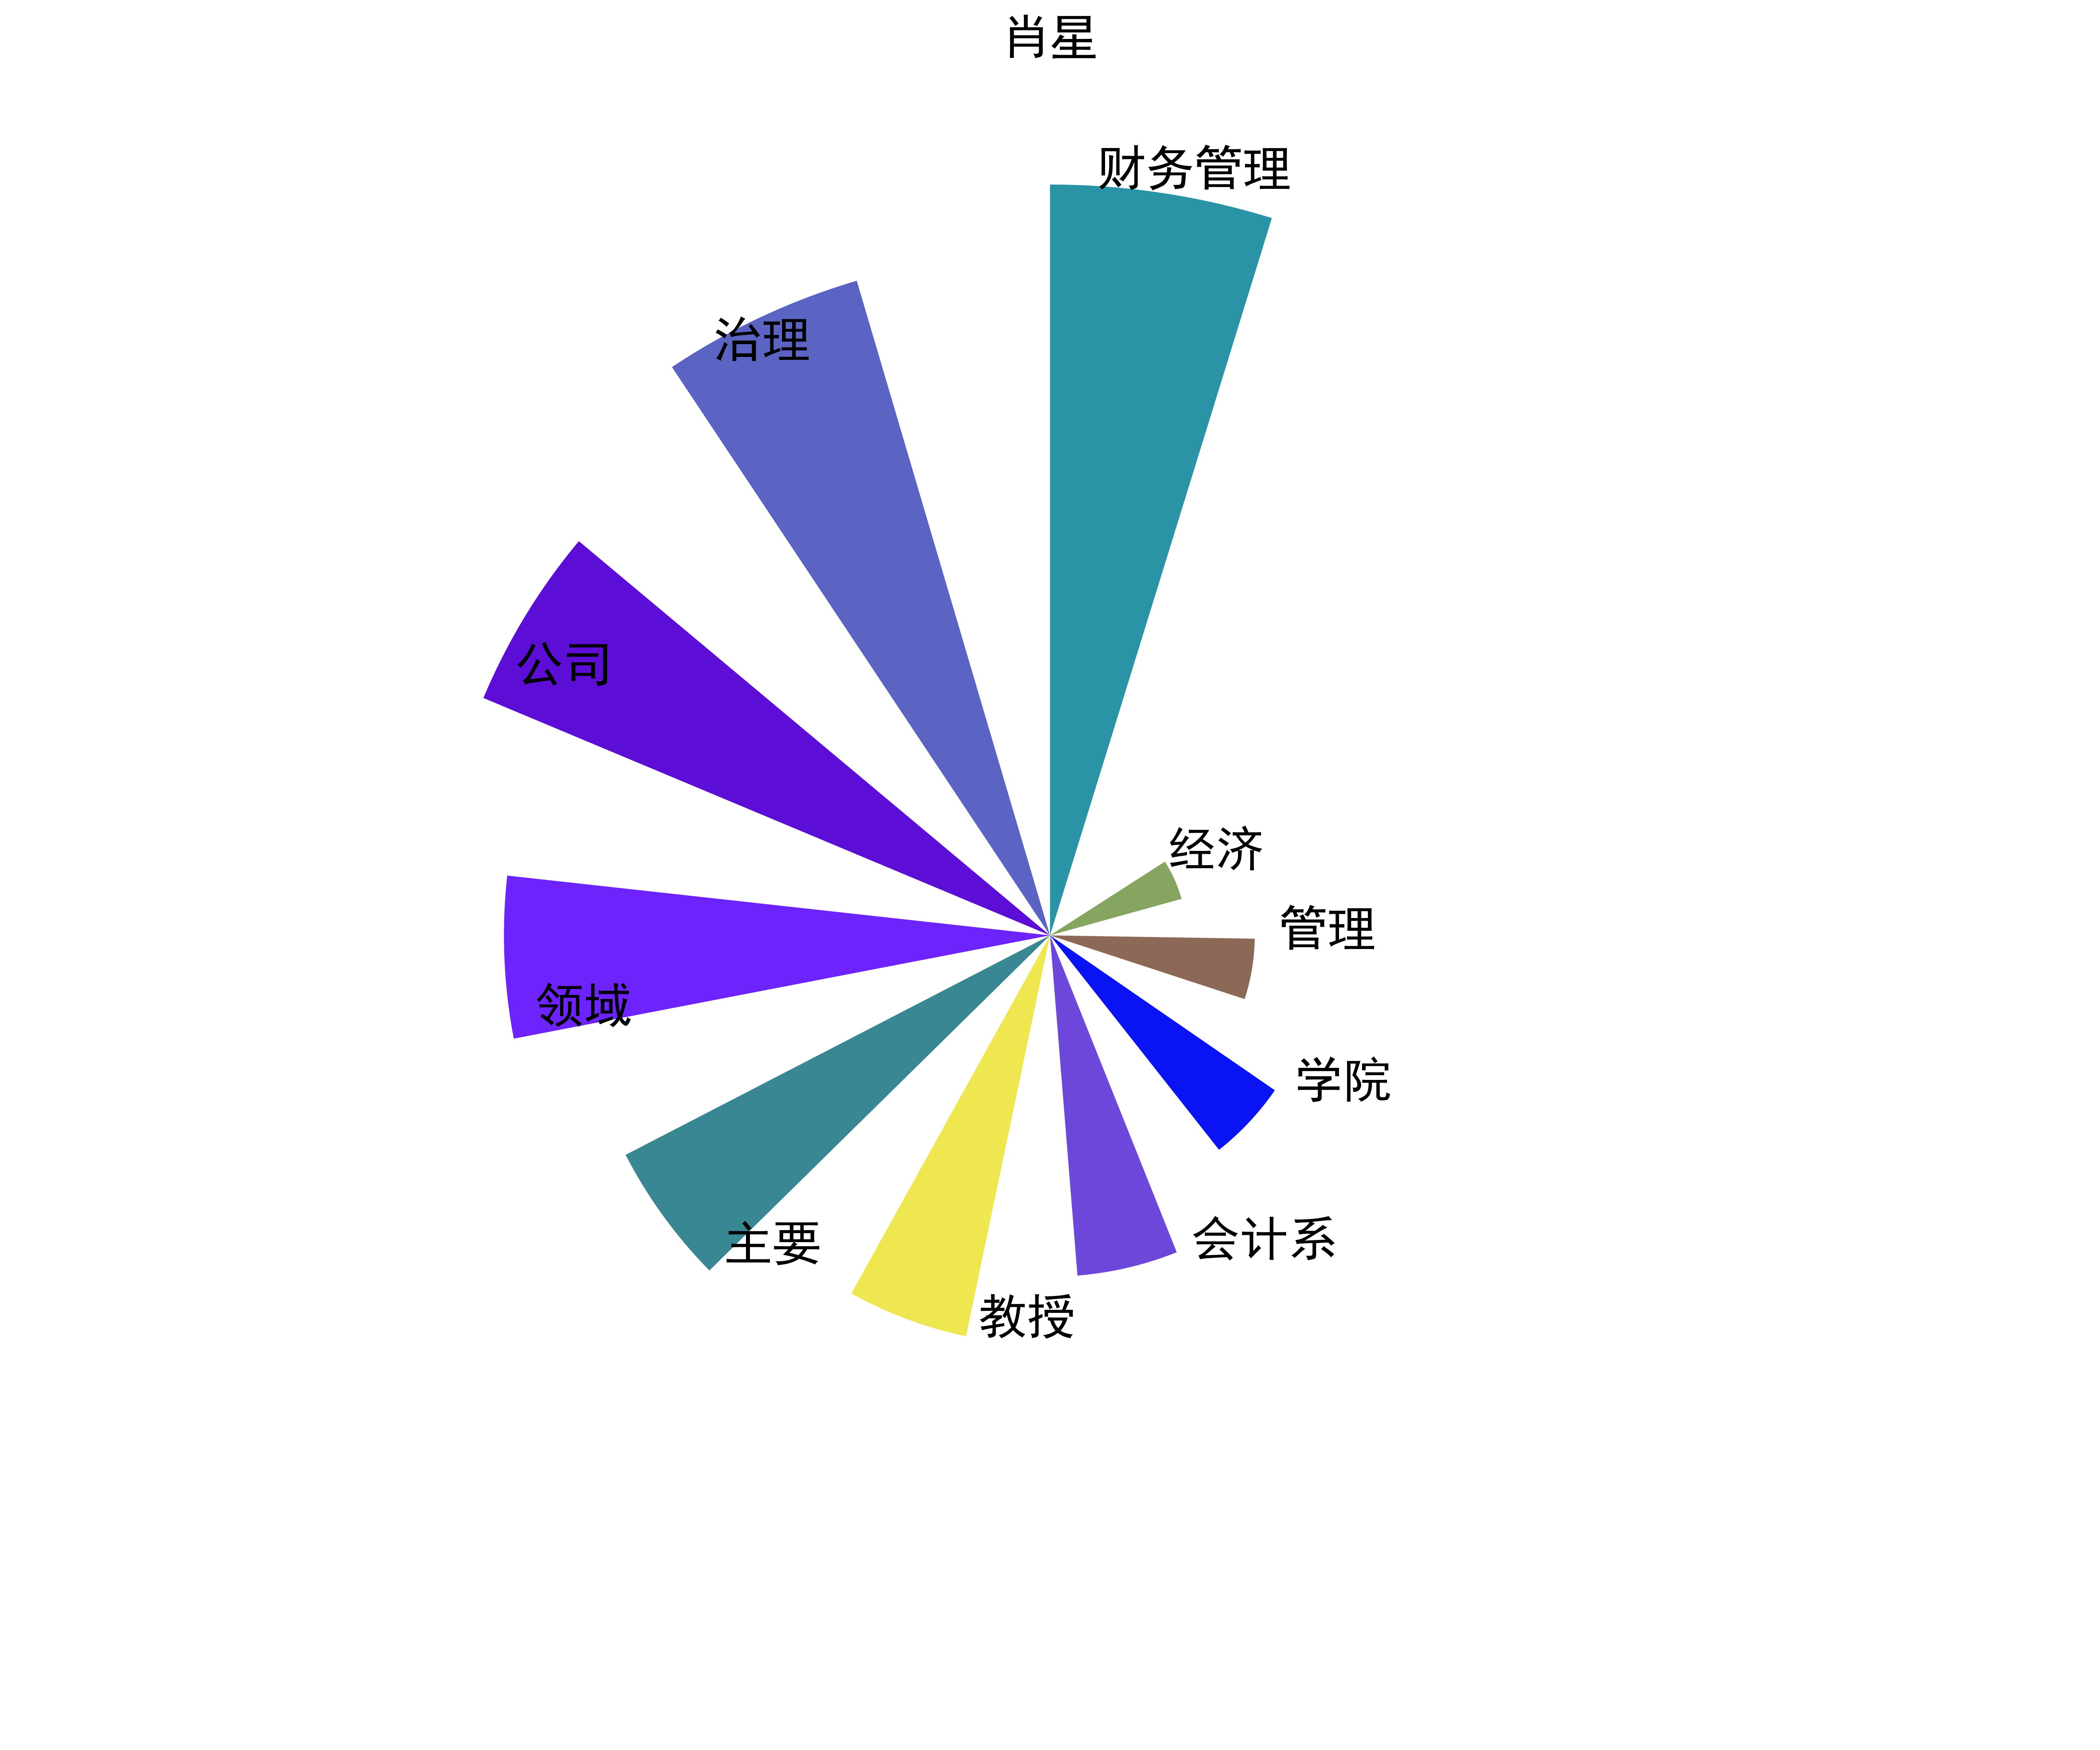 肖星
财务管理
治理
公司
经济
管理
领域
学院
主要
会计系
教授